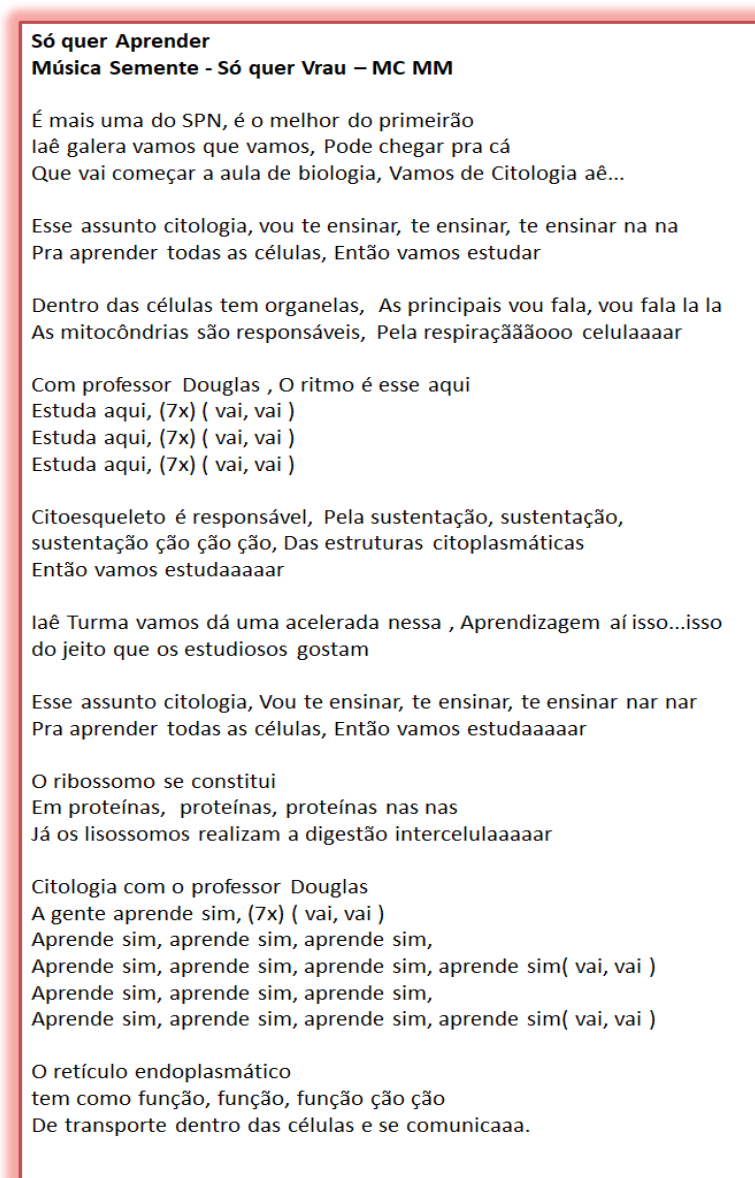 Só quer Aprender
Música Semente - Só quer Vrau – MC MM
É mais uma do SPN, é o melhor do primeirão
Iaê galera vamos que vamos, Pode chegar pra cá
Que vai começar a aula de biologia, Vamos de Citologia aê...
Esse assunto citologia, vou te ensinar, te ensinar, te ensinar na na
Pra aprender todas as células, Então vamos estudar
Dentro das células tem organelas, As principais vou fala, vou fala la la
As mitocôndrias são responsáveis, Pela respiraçãããooo celulaaaar
Com professor Douglas , O ritmo é esse aqui
Estuda aqui, (7x) ( vai, vai )
Estuda aqui, (7x) ( vai, vai )
Estuda aqui, (7x) ( vai, vai )
Citoesqueleto é responsável, Pela sustentação, sustentação,
sustentação ção ção ção, Das estruturas citoplasmáticas
Então vamos estudaaaaar
Iaê Turma vamos dá uma acelerada nessa , Aprendizagem aí isso...isso
do jeito que os estudiosos gostam
Esse assunto citologia, Vou te ensinar, te ensinar, te ensinar nar nar
Pra aprender todas as células, Então vamos estudaaaaar
O ribossomo se constitui
Em proteínas, proteínas, proteínas nas nas
Já os lisossomos realizam a digestão intercelulaaaaar
Citologia com o professor Douglas
A gente aprende sim, (7x) ( vai, vai )
Aprende sim, aprende sim, aprende sim,
Aprende sim, aprende sim, aprende sim, aprende sim( vai, vai )
Aprende sim, aprende sim, aprende sim,
Aprende sim, aprende sim, aprende sim, aprende sim( vai, vai )
O retículo endoplasmático
tem como função, função, função ção ção
De transporte dentro das células e se comunicaaa.